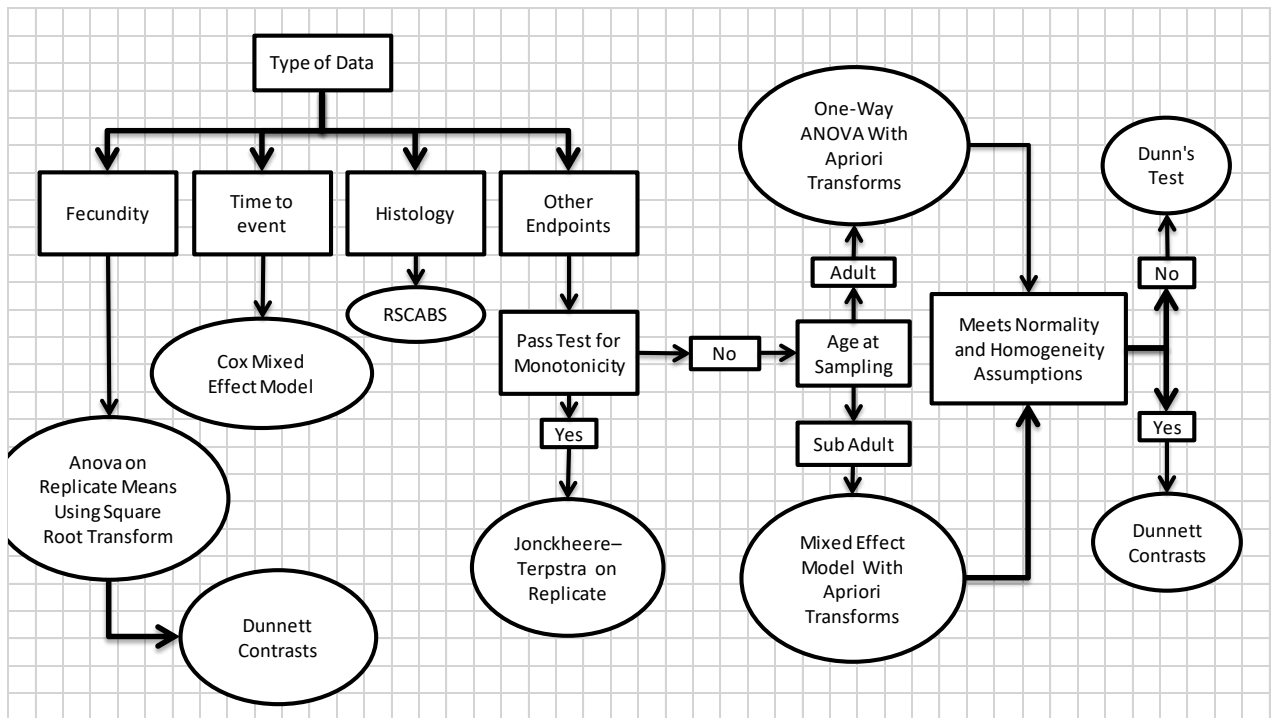 Type of Data
Fecundity
Time to
event
Histology
Other
Endpoints
RSCABS
Cox Mixed
Effect Model
Anova on
Replicate Means
Using Square
Root Transform
Dunnett
Contrasts
Pass Test for
Monotonicity
Yes
Jonckheere–
Terpstra on
Replicate
No
Age at
Sampling
Adult
One-Way
ANOVA With
Apriori
Transforms
Sub Adult
Mixed Effect
Model With
Apriori
Transforms
Meets Normality
and Homogeneity
Assumptions
No
Dunn's
Test
Yes
Dunnett
Contrasts